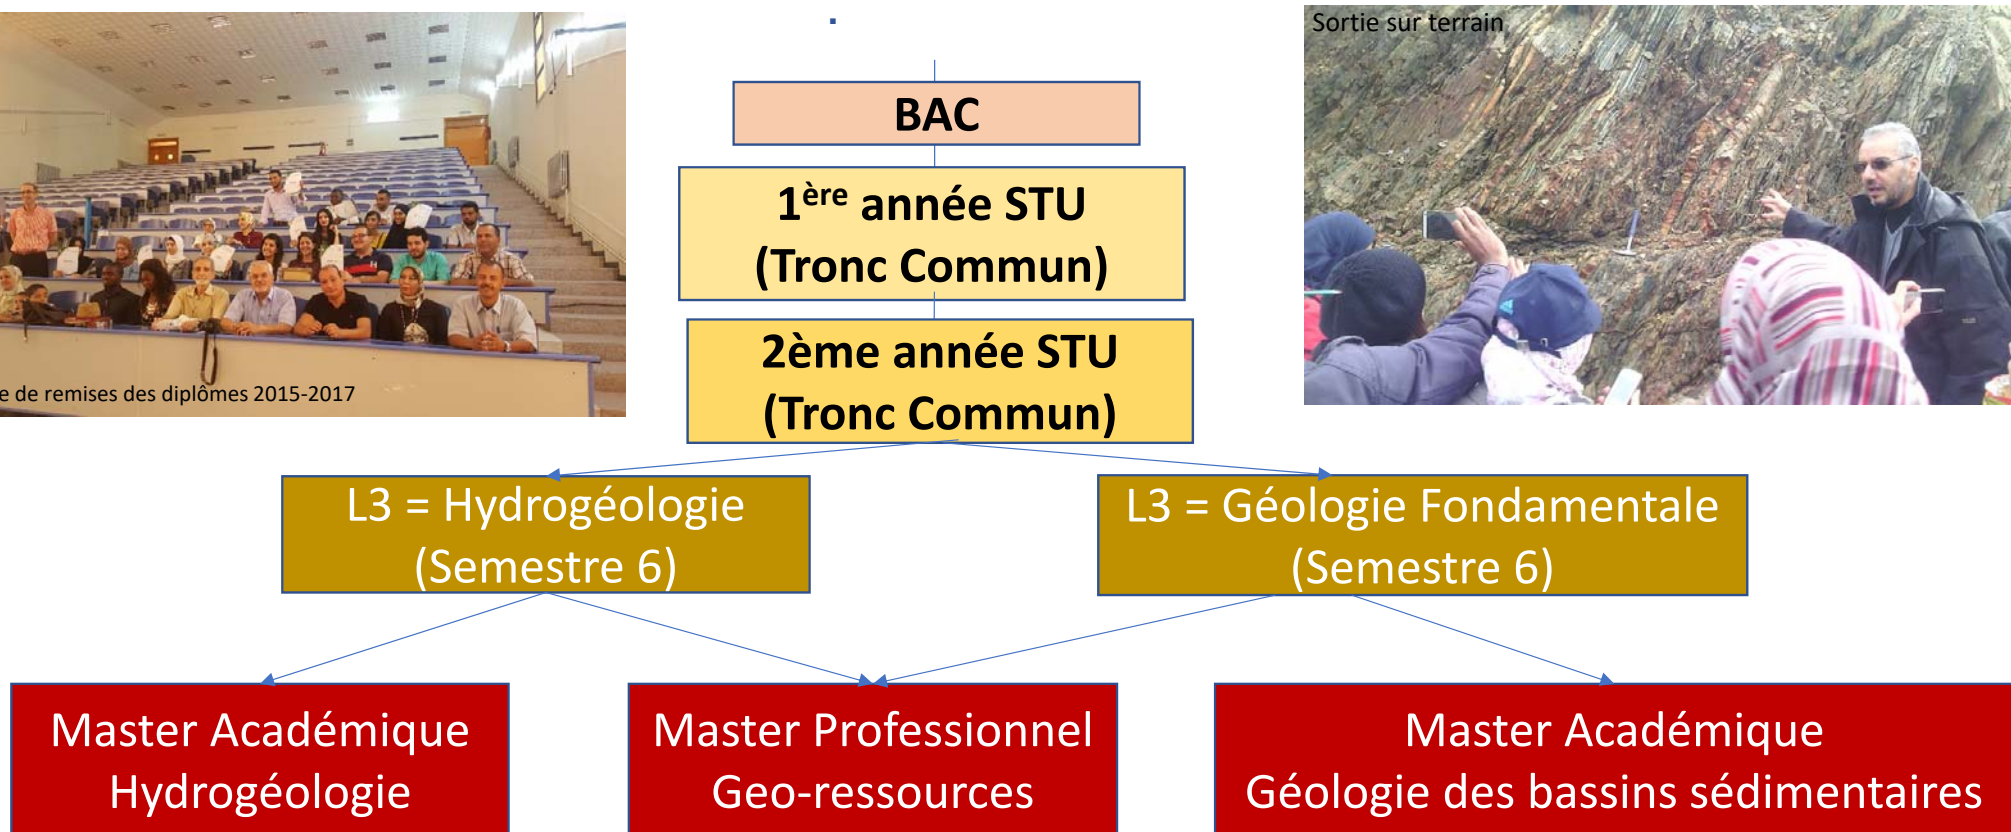 Sortie sur terrain
BAC
1ère année STU
(Tronc Commun)
2ème année STU
(Tronc Commun)
e de remises des diplômes 2015-2017
L3 = Hydrogéologie
(Semestre 6)
L3 = Géologie Fondamentale
(Semestre 6)
Master Académique
Hydrogéologie
Master Professionnel
Geo-ressources
Master Académique
Géologie des bassins sédimentaires